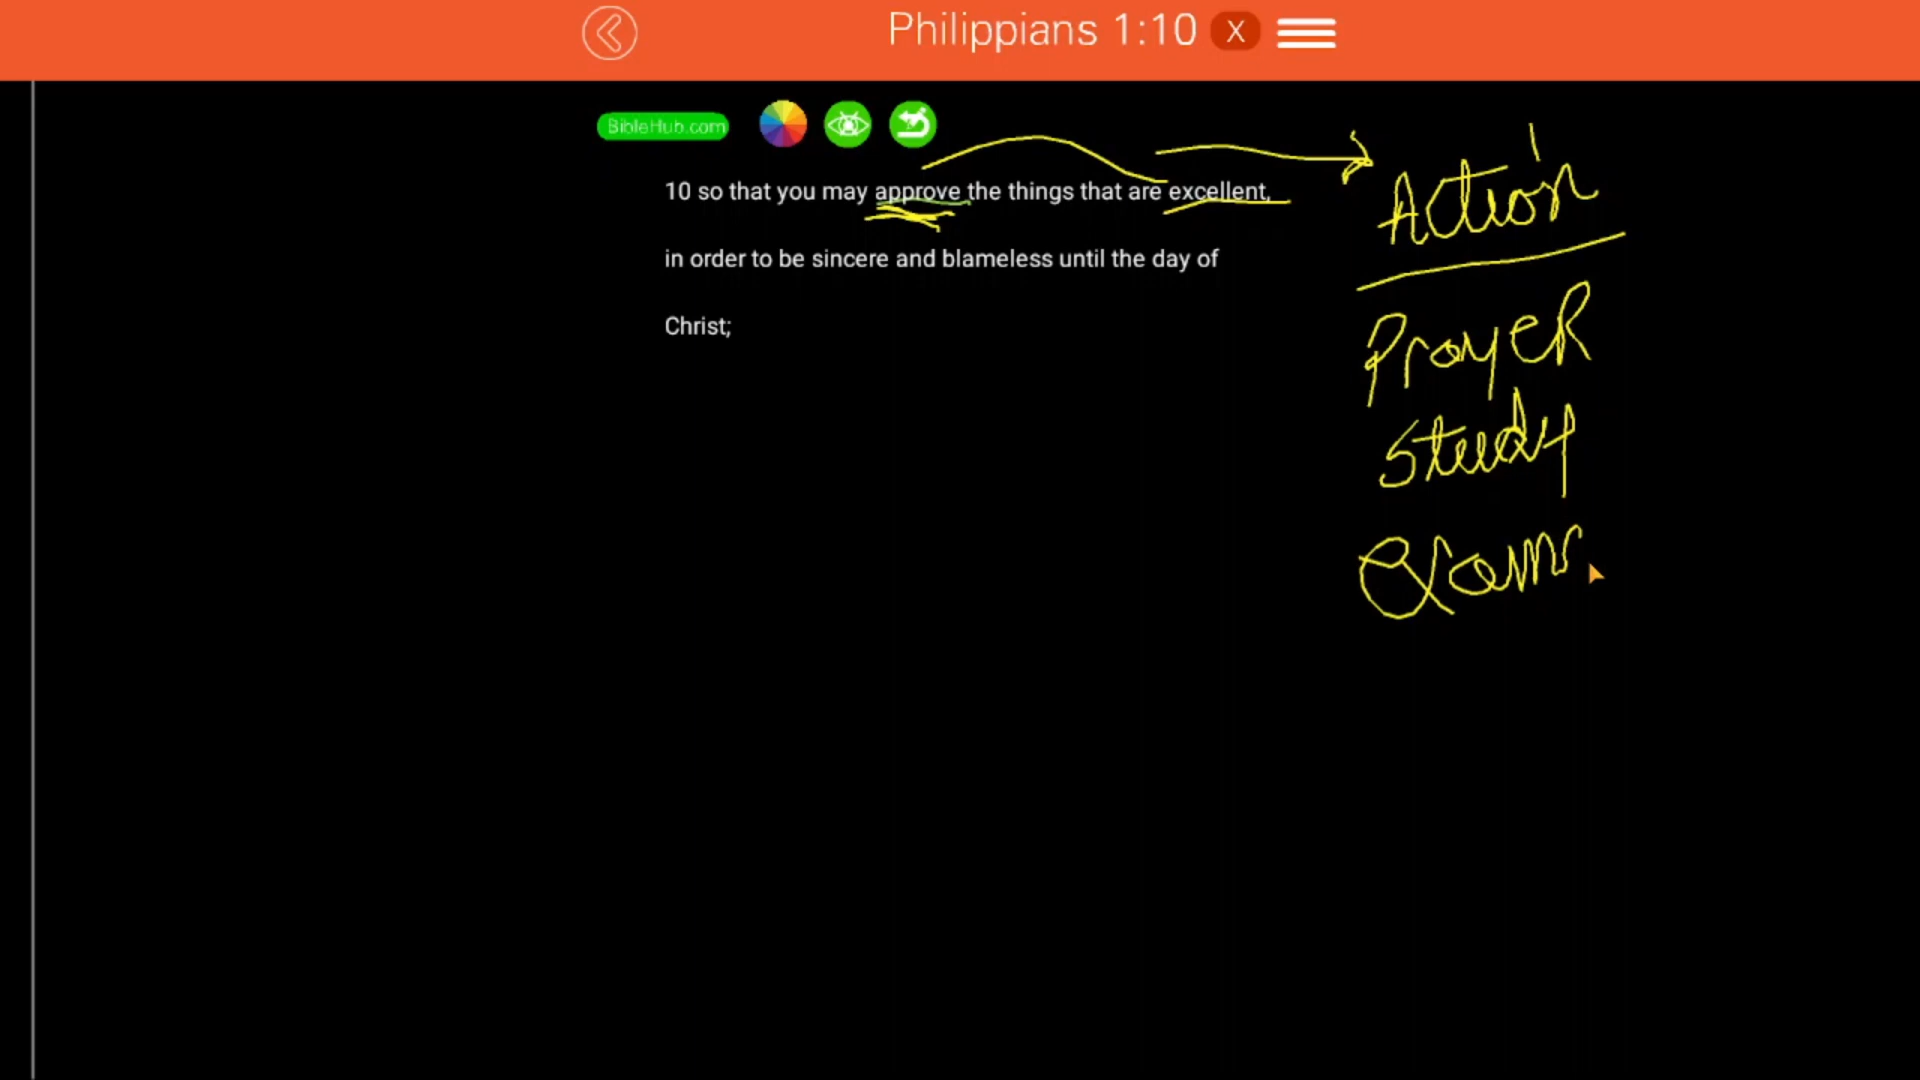 Philippians 1:10 X
BibleHub.com
10 so that you may approve the things that are excellent,
in order to be sincere and blameless until the day of
Christ;
Action
Prayer
Study